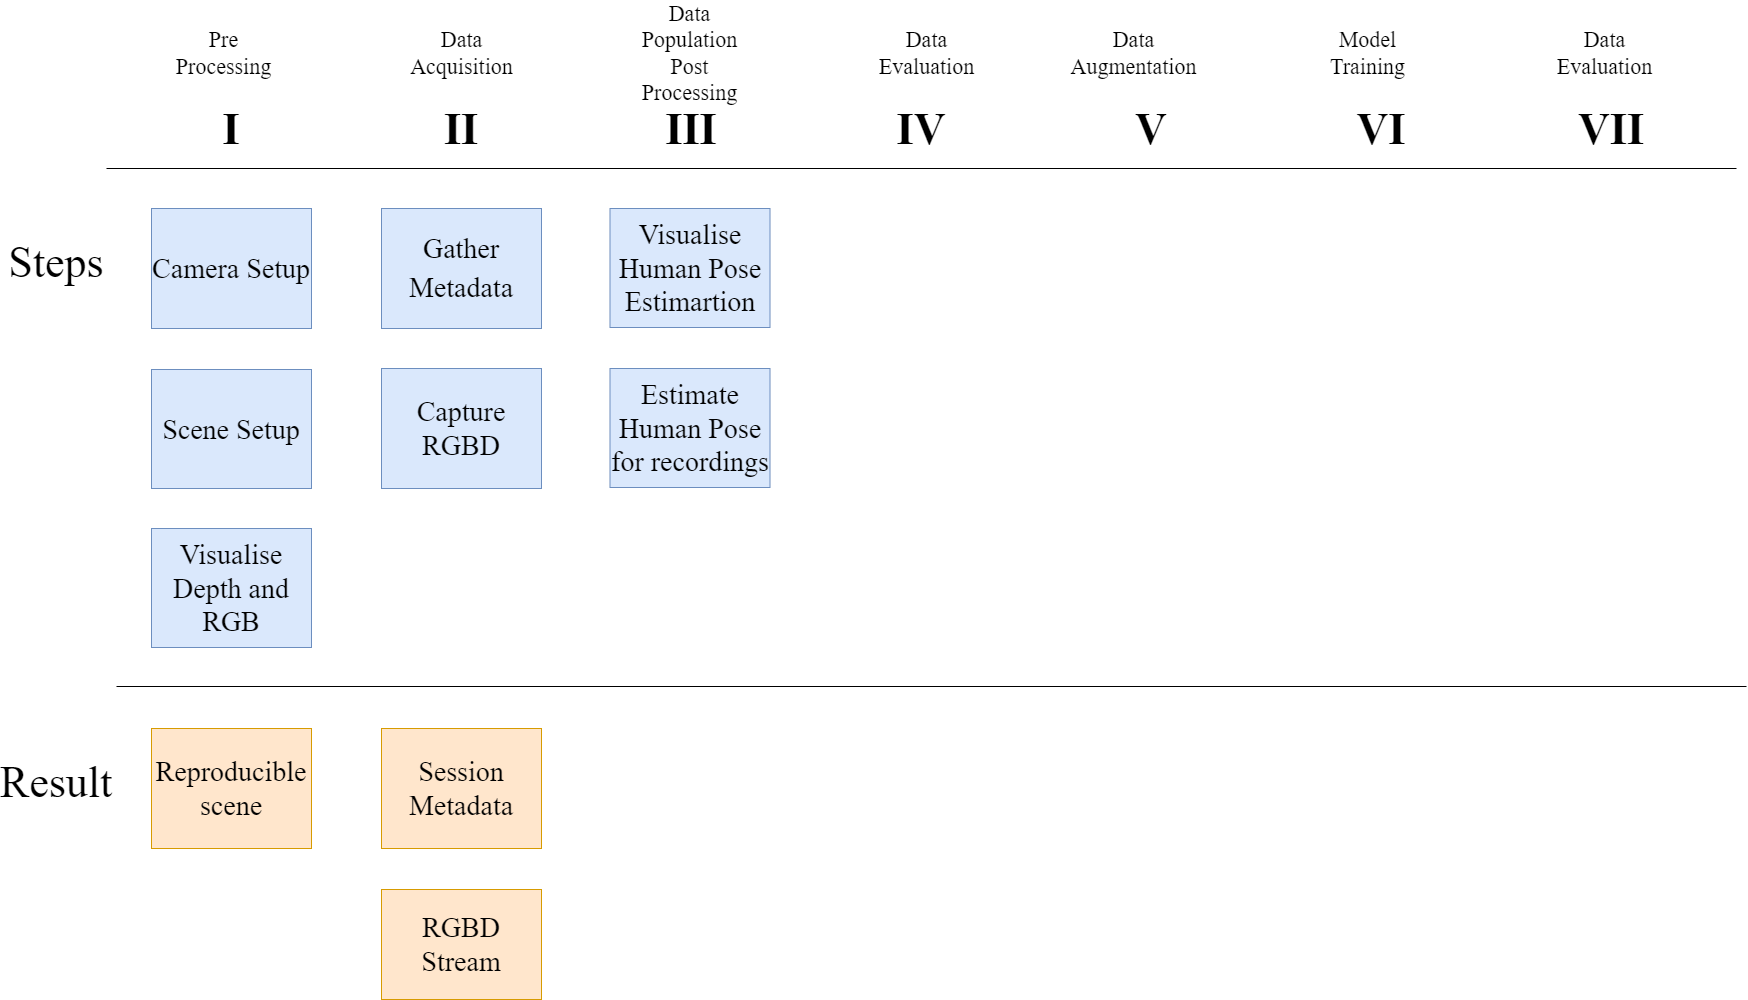 Pre
Processing
I
Data
Acquisition
II
Data
Population
Post
Processing
III
Data
Evaluation
IV
Data
Augmentation
V
Model
Training
VI
Data
Evaluation
VII
Steps
Camera Setup
Gather
Metadata
Visualise
Human Pose
Estimartion
Scene Setup
Capture
RGBD
Estimate
Human Pose
for recordings
Visualise
Depth and
RGB
Result
Reproducible
scene
Session
Metadata
RGBD
Stream